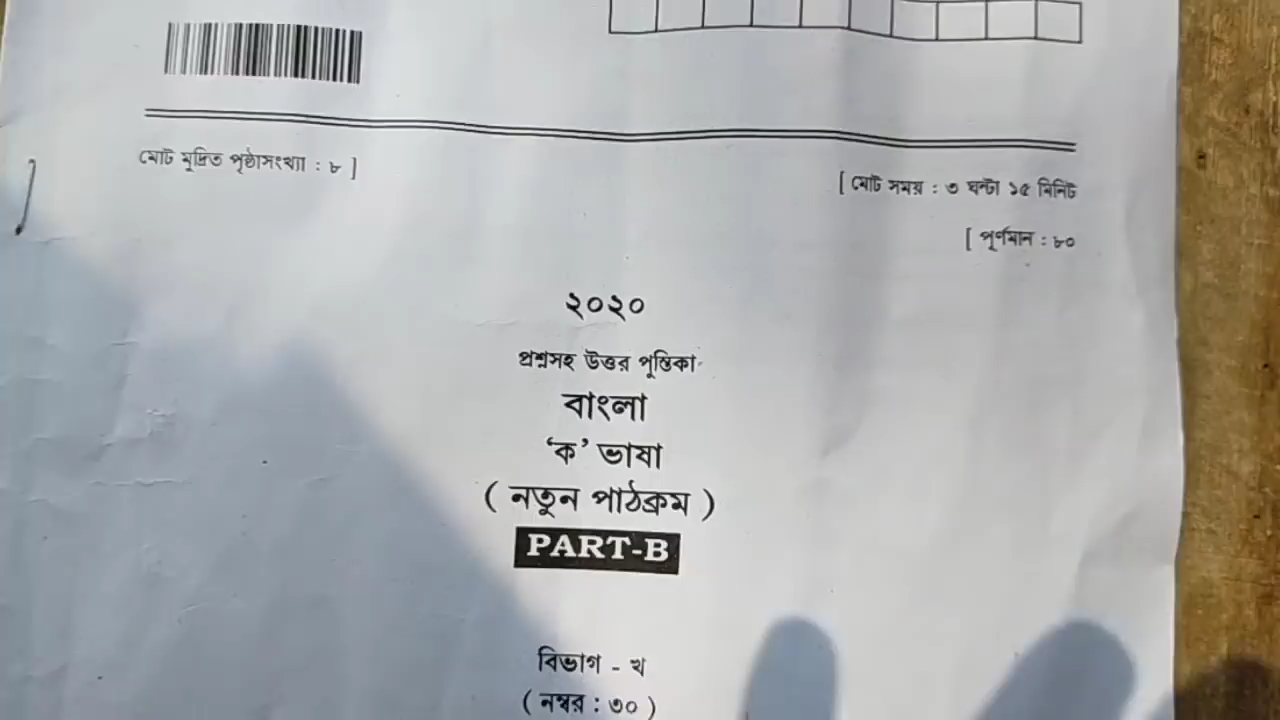 মোট মুদ্রিত পৃষ্ঠাসংখ্যা : ৮ ]
[ মোট সময় : ৩ ঘন্টা ১৫ মিনিট
[ পূর্ণমান : ৮০
২০২০
প্রশ্নসহ উত্তর পুস্তিকা
বাংলা
‘ক’ ভাষা
( নতুন পাঠক্রম )
PART-B
বিভাগ - খ
( নম্বর : ৩০ )